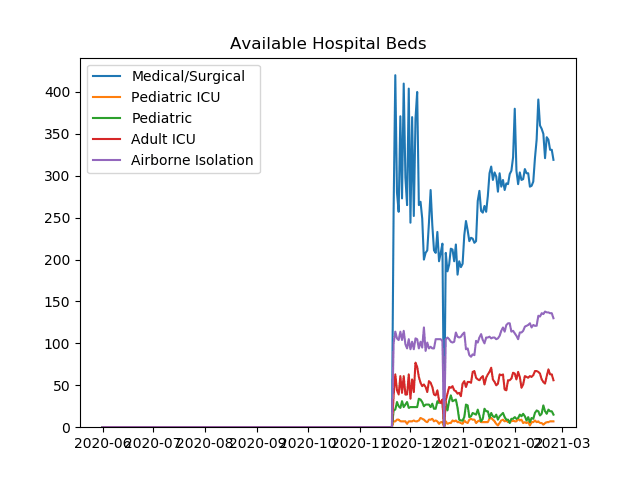 Available Hospital Beds
Medical/Surgical
Pediatric ICU
Pediatric
Adult ICU
Airborne Isolation
400
350
300
250
200
150
100
50
0
2020-06 2020-07 2020-08 2020-09 2020-10 2020-11 2020-12 2021-01 2021-02 2021-03